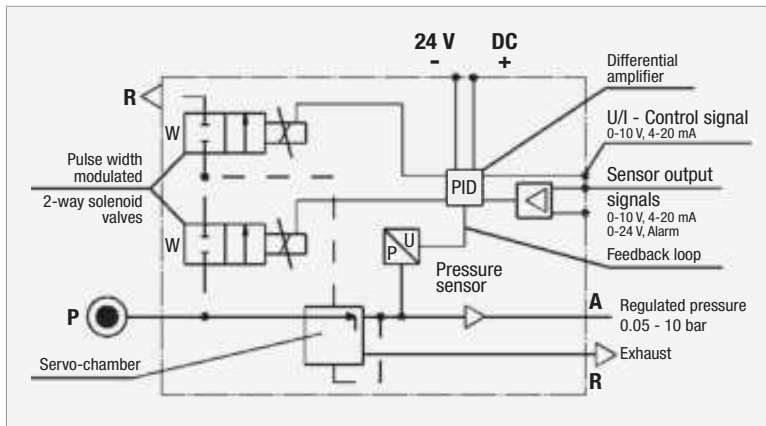 24 V DC
- +
Differential
amplifier
R
U/I - Control signal
0-10 V, 4-20 mA
W
Pulse width
modulated
2-way solenoid
valves
PID
Sensor output
signals
0-10 V, 4-20 mA
0-24 V, Alarm
W
U
P
Feedback loop
Pressure
sensor
P
A
Regulated pressure
0.05 - 10 bar
Servo-chamber
Exhaust
R